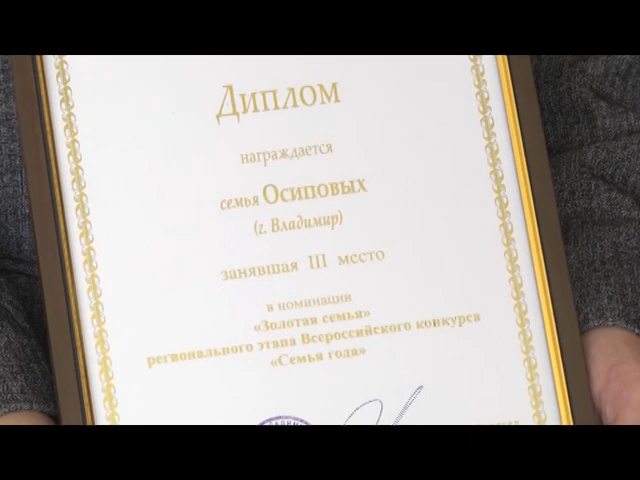 Диплом
награждается
семья Осиповых
(г. Владимир)
занявшая III место
в номинации
«Золотая семья»
регионального этапа Всероссийского конкурса
«Семья года»